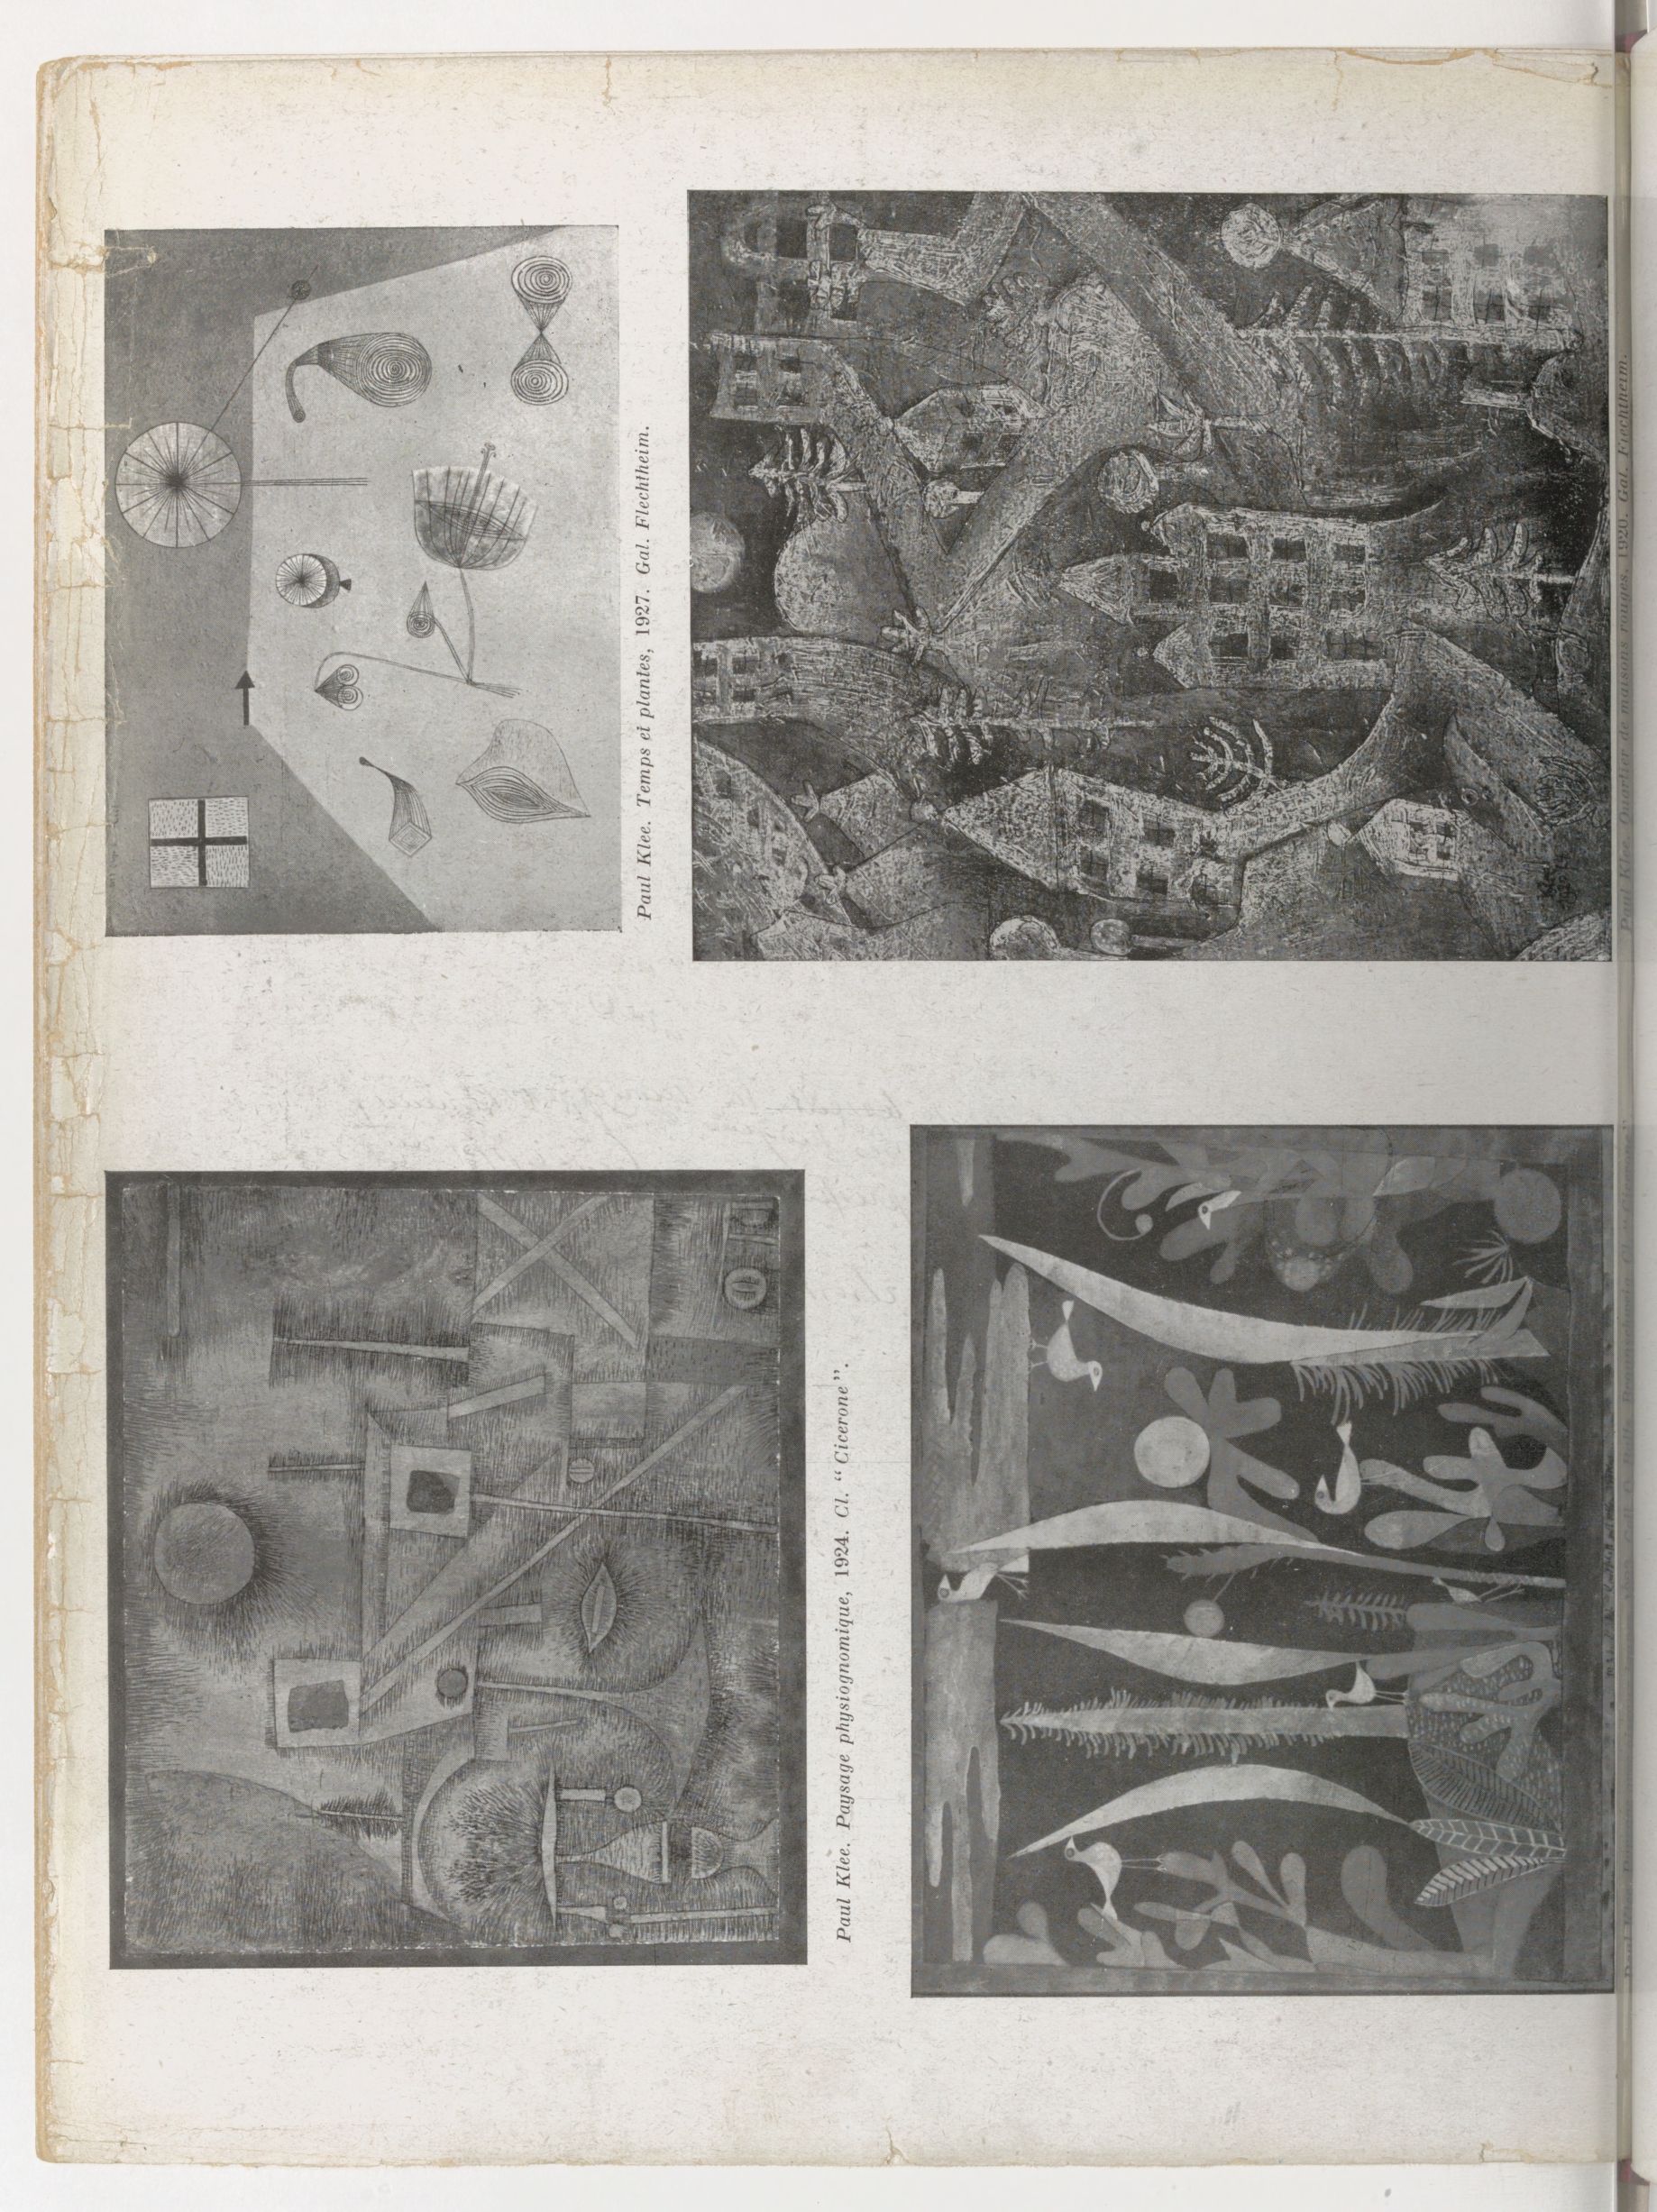 Paul Klee. Temps et plantes, 1927. Gal. Flechtheim.
Paul Klee. Quartier de maisons rouges, 1920. Gal. Flechtheim.
Paul Klee. Paysage physiognomique, 1924. Cl. “Cicerone”.